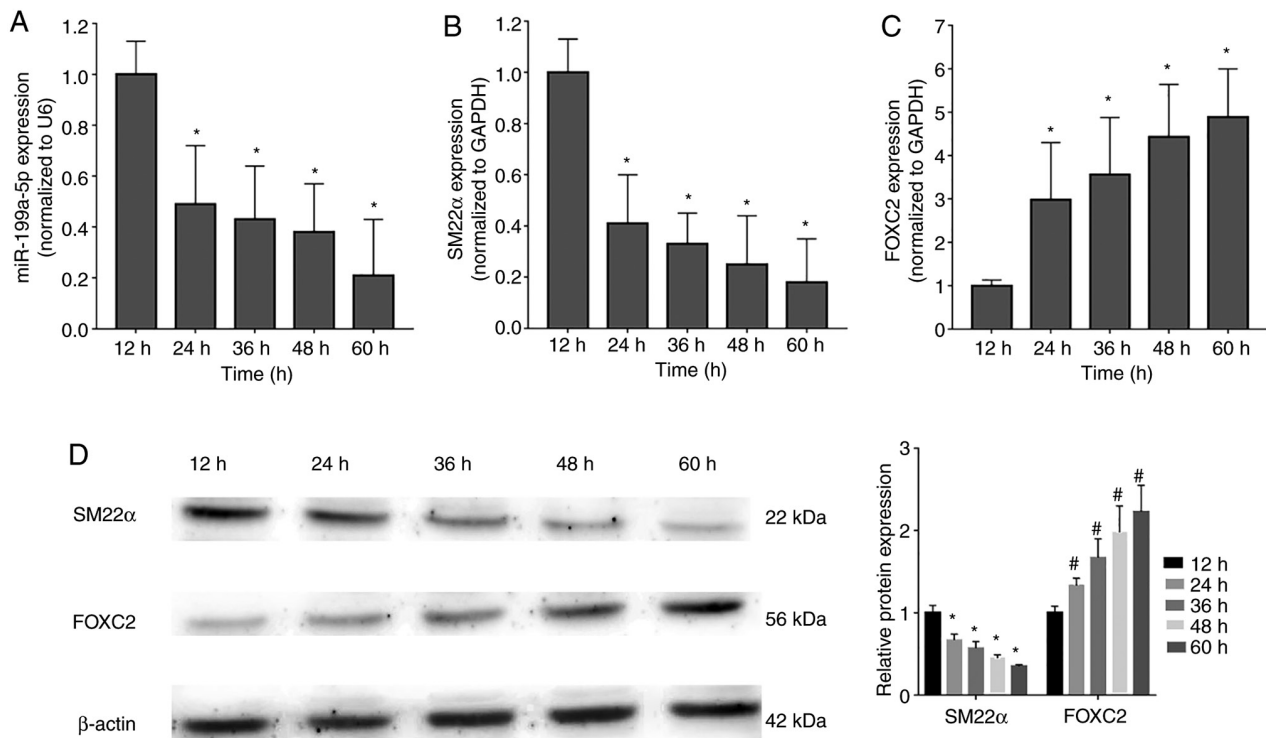 A
miR-199a-5p expression
(normalized to U6)
1.2
1.0
0.8
0.6
0.4
0.2
0.0
* * * *
12 h 24 h 36 h 48 h 60 h
Time (h)
B
SM22α expression
(normalized to GAPDH)
1.2
1.0
0.8
0.6
0.4
0.2
0.0
* * * *
12 h 24 h 36 h 48 h 60 h
Time (h)
C
FOXC2 expression
(normalized to GAPDH)
7
6
5
4
3
2
1
0
* * * *
12 h 24 h 36 h 48 h 60 h
Time (h)
D
12 h 24 h 36 h 48 h 60 h
SM22α 22 kDa
FOXC2 56 kDa
β-actin 42 kDa
Relative protein expression
3
2
1
0
* * * *
# # # #
SM22α FOXC2
12 h
24 h
36 h
48 h
60 h